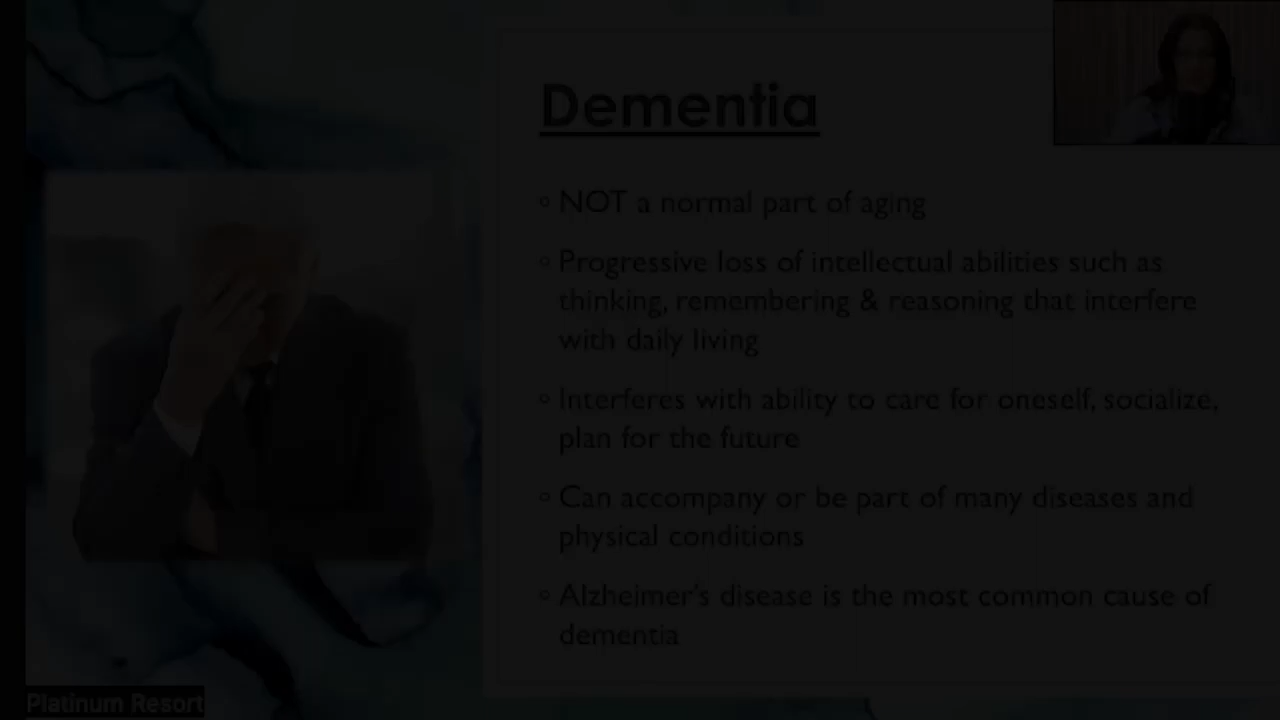 Dementia
◦ NOT a normal part of aging
◦ Progressive loss of intellectual abilities such as
thinking, remembering & reasoning that interfere
with daily living
◦ Interferes with ability to care for oneself, socialize,
plan for the future
◦ Can accompany or be part of many diseases and
physical conditions
◦ Alzheimer's disease is the most common cause of
dementia
Platinum Resort